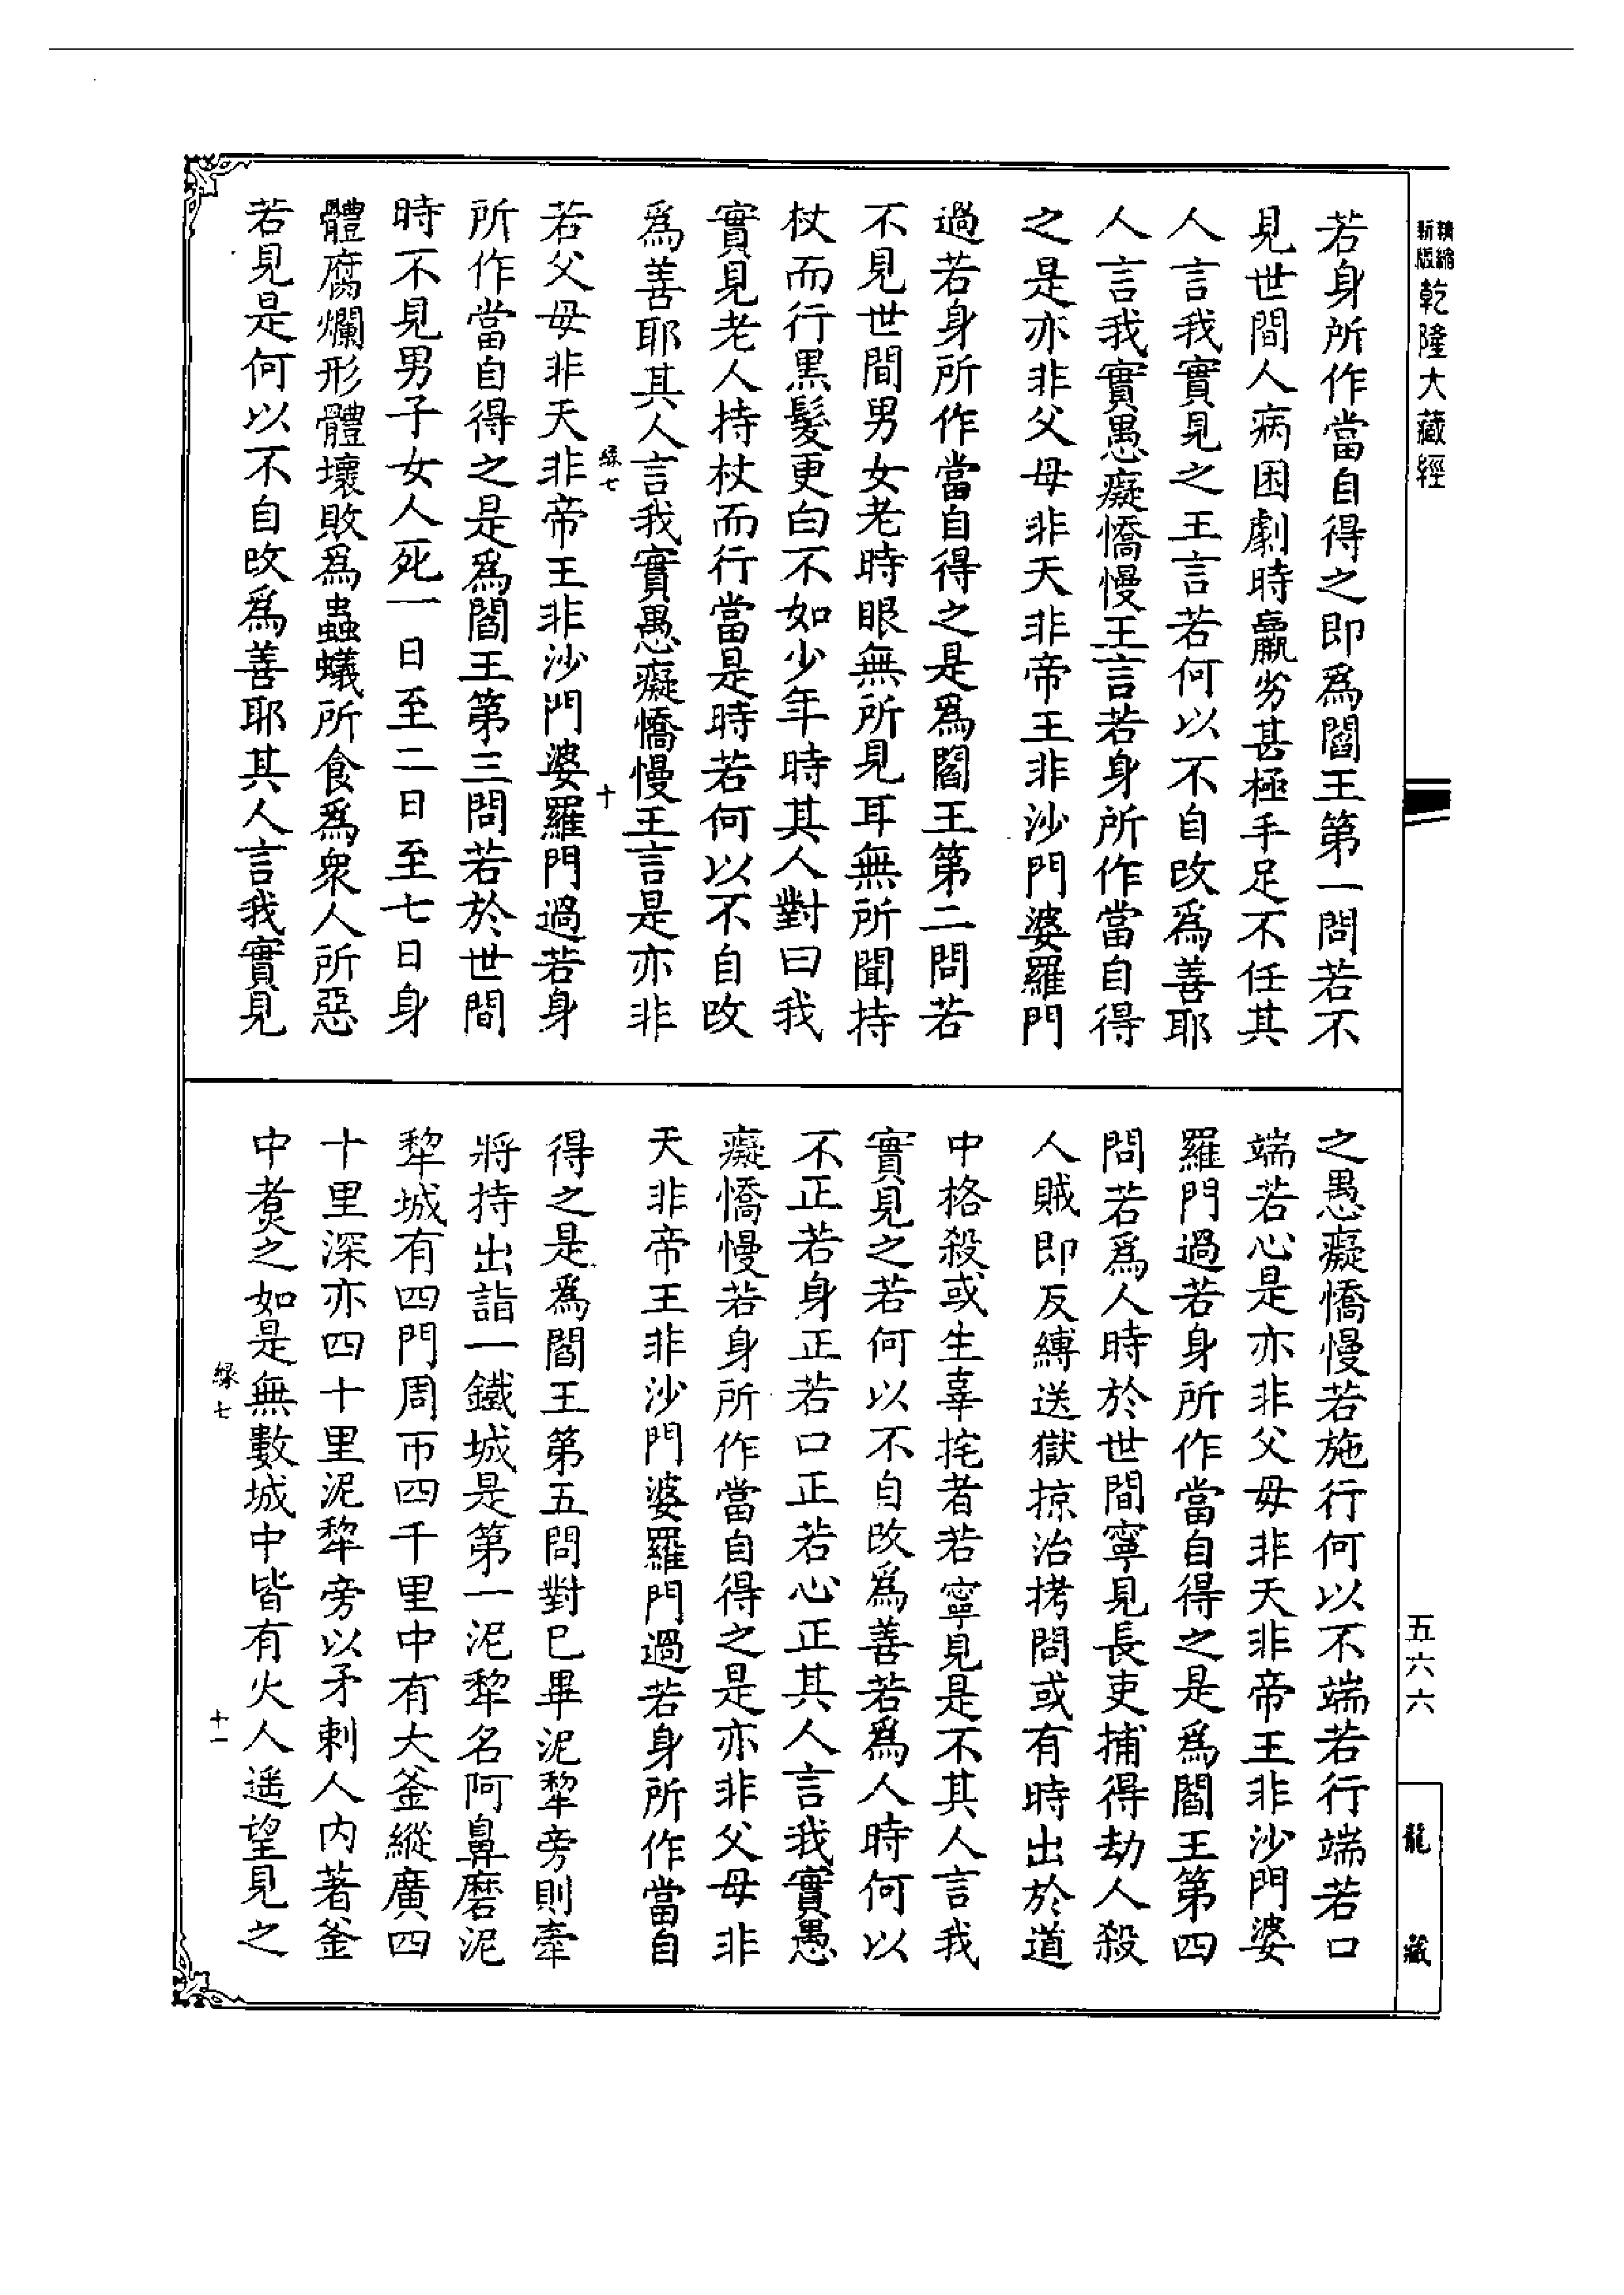 精縮
新版
乾隆大藏經
若身所作當自得之即爲閻王第一問若不
見世間人病困劇時羸劣甚極手足不任其
人言我實見之王言若何以不自改爲善耶
人言我實愚癡憍慢王言若身所作當自得
之是亦非父母非天非帝王非沙門婆羅門
過若身所作當自得之是爲閻王第二問若
不見世間男女老時眼無所見耳無所聞持
杖而行黑髮更白不如少年時其人對曰我
實見老人持杖而行當是時若何以不自改
爲善耶其人言我實愚癡憍慢王言是亦非
緣七
十
若父母非天非帝王非沙門婆羅門過若身
所作當自得之是爲閻王第三問若於世間
時不見男子女人死一日至二日至七日身
體腐爛形體壞敗爲蟲蟻所食爲衆人所惡
若見是何以不自改爲善耶其人言我實見
之愚癡憍慢若施行何以不端若行端若口
端若心是亦非父母非天非帝王非沙門婆
羅門過若身所作當自得之是爲閻王第四
問若爲人時於世間寧見長吏捕得劫人殺
人賊即反縛送獄掠治拷問或有時出於道
中格殺或生辜挓者若寧見是不其人言我
實見之若何以不自改爲善若爲人時何以
不正若身正若口正若心正其人言我實愚
癡憍慢若身所作當自得之是亦非父母非
天非帝王非沙門婆羅門過若身所作當自
得之是爲閻王第五問對已畢泥犂旁則牽
將持出詣一鐵城是第一泥犂名阿鼻磨泥
犂城有四門周帀四千里中有大釜縱廣四
十里深亦四十里泥犂旁以矛刺人內著釜
中煮之如是無數城中皆有火人遙望見之
緣七
十一
五六六
龍藏